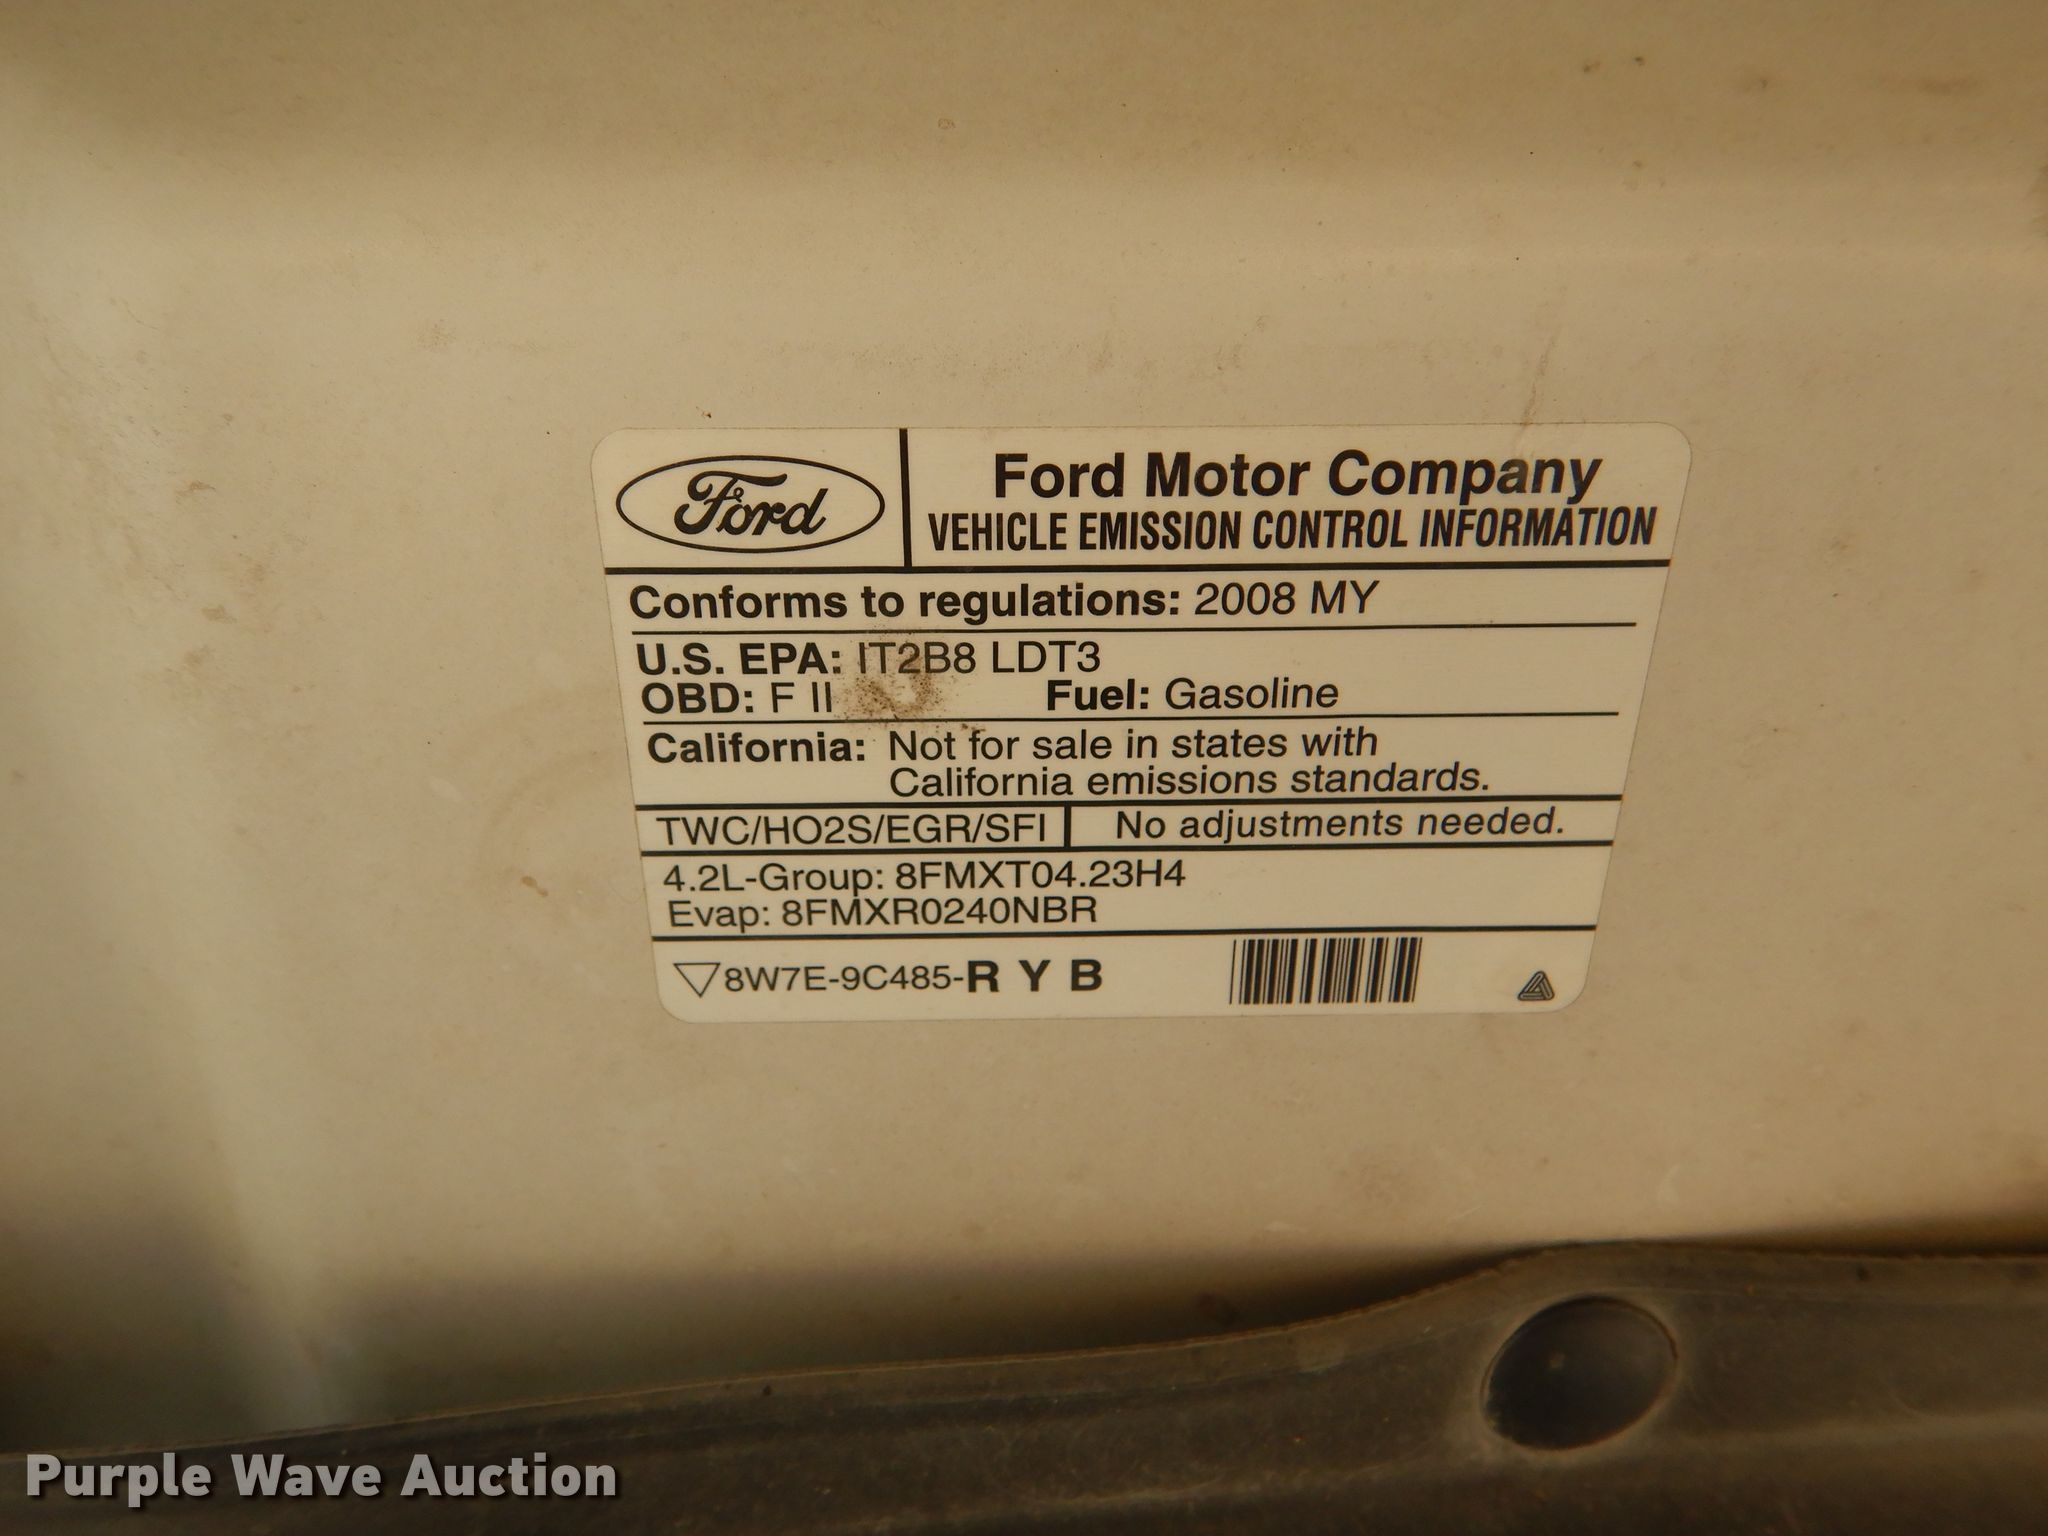 Ford
Ford Motor Company
VEHICLE EMISSION CONTROL INFORMATION
Conforms to regulations: 2008 MY
U.S. EPA: IT2B8 LDT3
OBD: F II Fuel: Gasoline
California: Not for sale in states with
California emissions standards.
TWC/HO2S/EGR/SFI No adjustments needed.
4.2L-Group: 8FMXT04.23H4
Evap: 8FMXR0240NBR
8W7E-9C485-R Y B
Purple Wave Auction